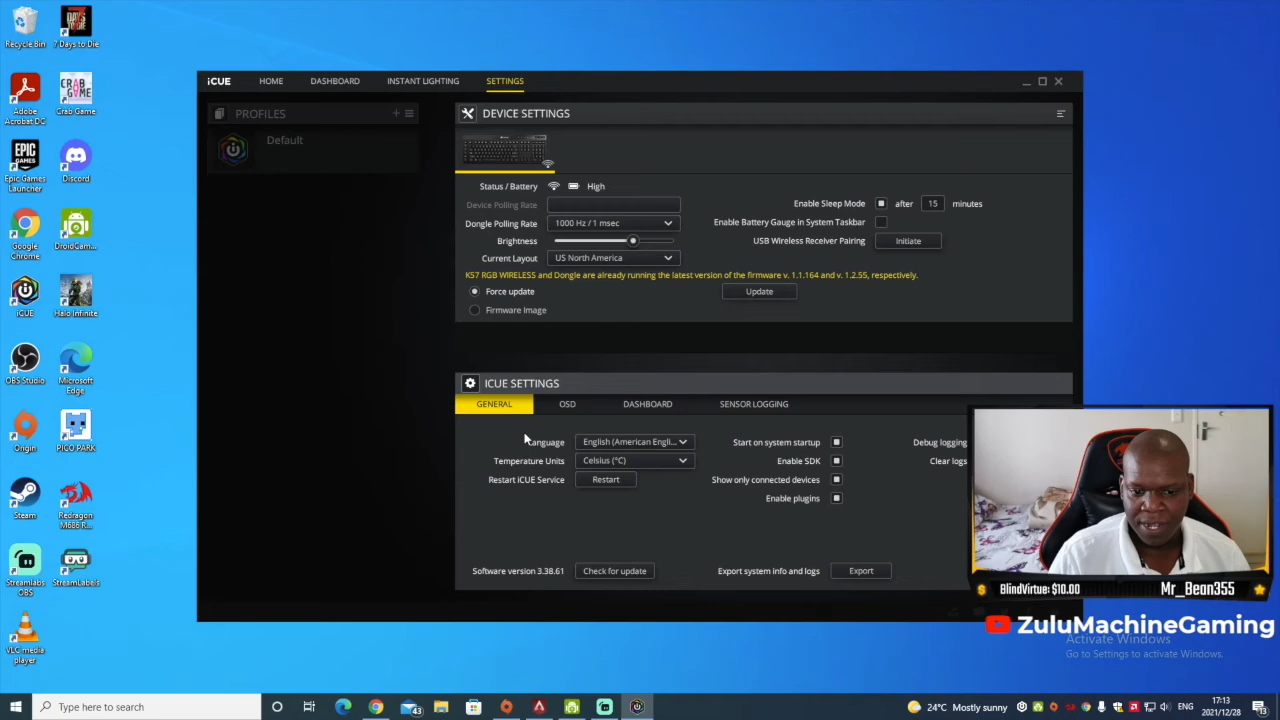 Recycle Bin
7 Days to Die
Adobe
Acrobat DC
Crab Game
Epic Games
Launcher
Discord
Google
Chrome
DroidCam...
iCUE
Halo Infinite
OBS Studio
Microsoft
Edge
Origin
PICO PARK
Steam
Redragon
M686 R...
Streamlabs
OBS
StreamLabels
VLC media
player
iCUE HOME DASHBOARD INSTANT LIGHTING SETTINGS
PROFILES
Default
DEVICE SETTINGS
Status / Battery High
Device Polling Rate
Dongle Polling Rate 1000 Hz / 1 msec
Brightness
Current Layout US North America
Enable Sleep Mode after 15 minutes
Enable Battery Gauge in System Taskbar
USB Wireless Receiver Pairing Initiate
K57 RGB WIRELESS and Dongle are already running the latest version of the firmware v. 1.1.164 and v. 1.2.55, respectively.
Force update Update
Firmware Image
ICUE SETTINGS
GENERAL OSD DASHBOARD SENSOR LOGGING
Language English (American Engli...
Temperature Units Celsius (°C)
Restart iCUE Service Restart
Start on system startup
Enable SDK
Show only connected devices
Enable plugins
Debug logging
Clear logs
Software version 3.38.61 Check for update
Export system info and logs Export
BlindVirtue: $10.00 Mr_Bean355
ZuluMachineGaming
Activate Windows
Go to Settings to activate Windows.
Type here to search
43
24°C Mostly sunny
ENG
17:13
2021/12/28
13